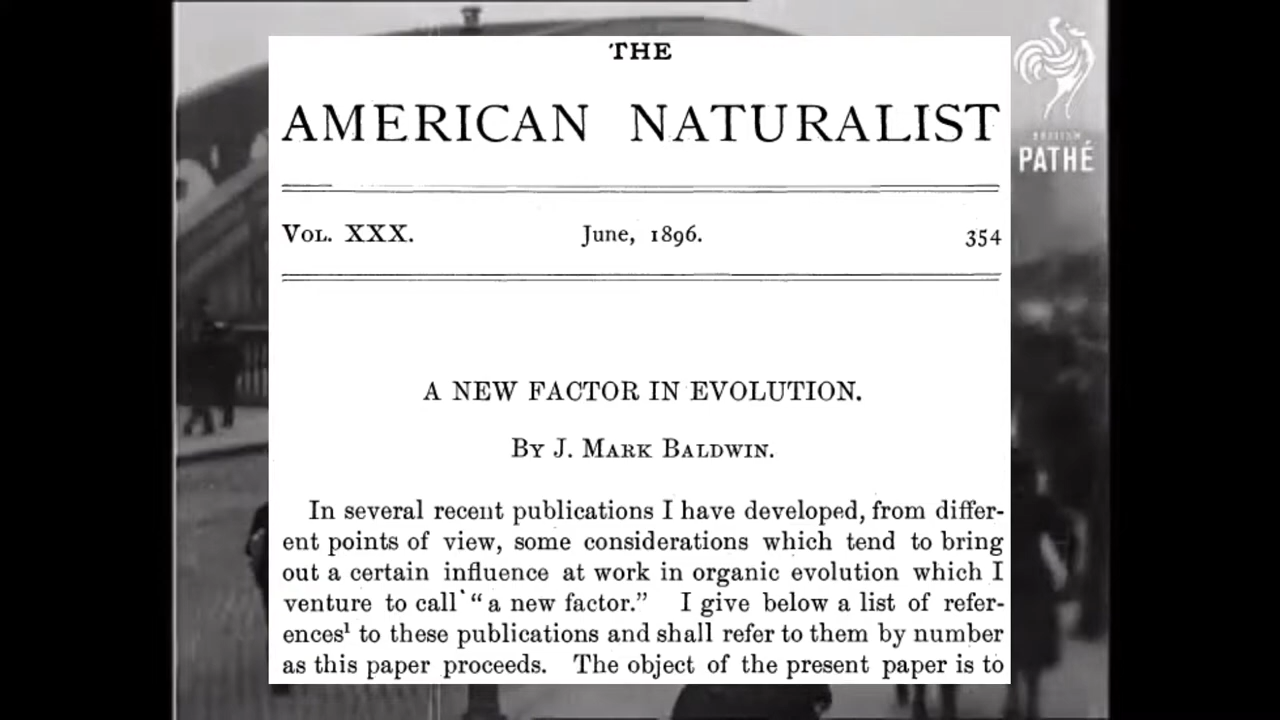 THE
AMERICAN NATURALIST
VOL. XXX. June, 1896. 354
A NEW FACTOR IN EVOLUTION.
BY J. MARK BALDWIN.
In several recent publications I have developed, from differ-
ent points of view, some considerations which tend to bring
out a certain influence at work in organic evolution which I
venture to call “a new factor.” I give below a list of refer-
ences¹ to these publications and shall refer to them by number
as this paper proceeds. The object of the present paper is to
BRITISH
PATHÉ